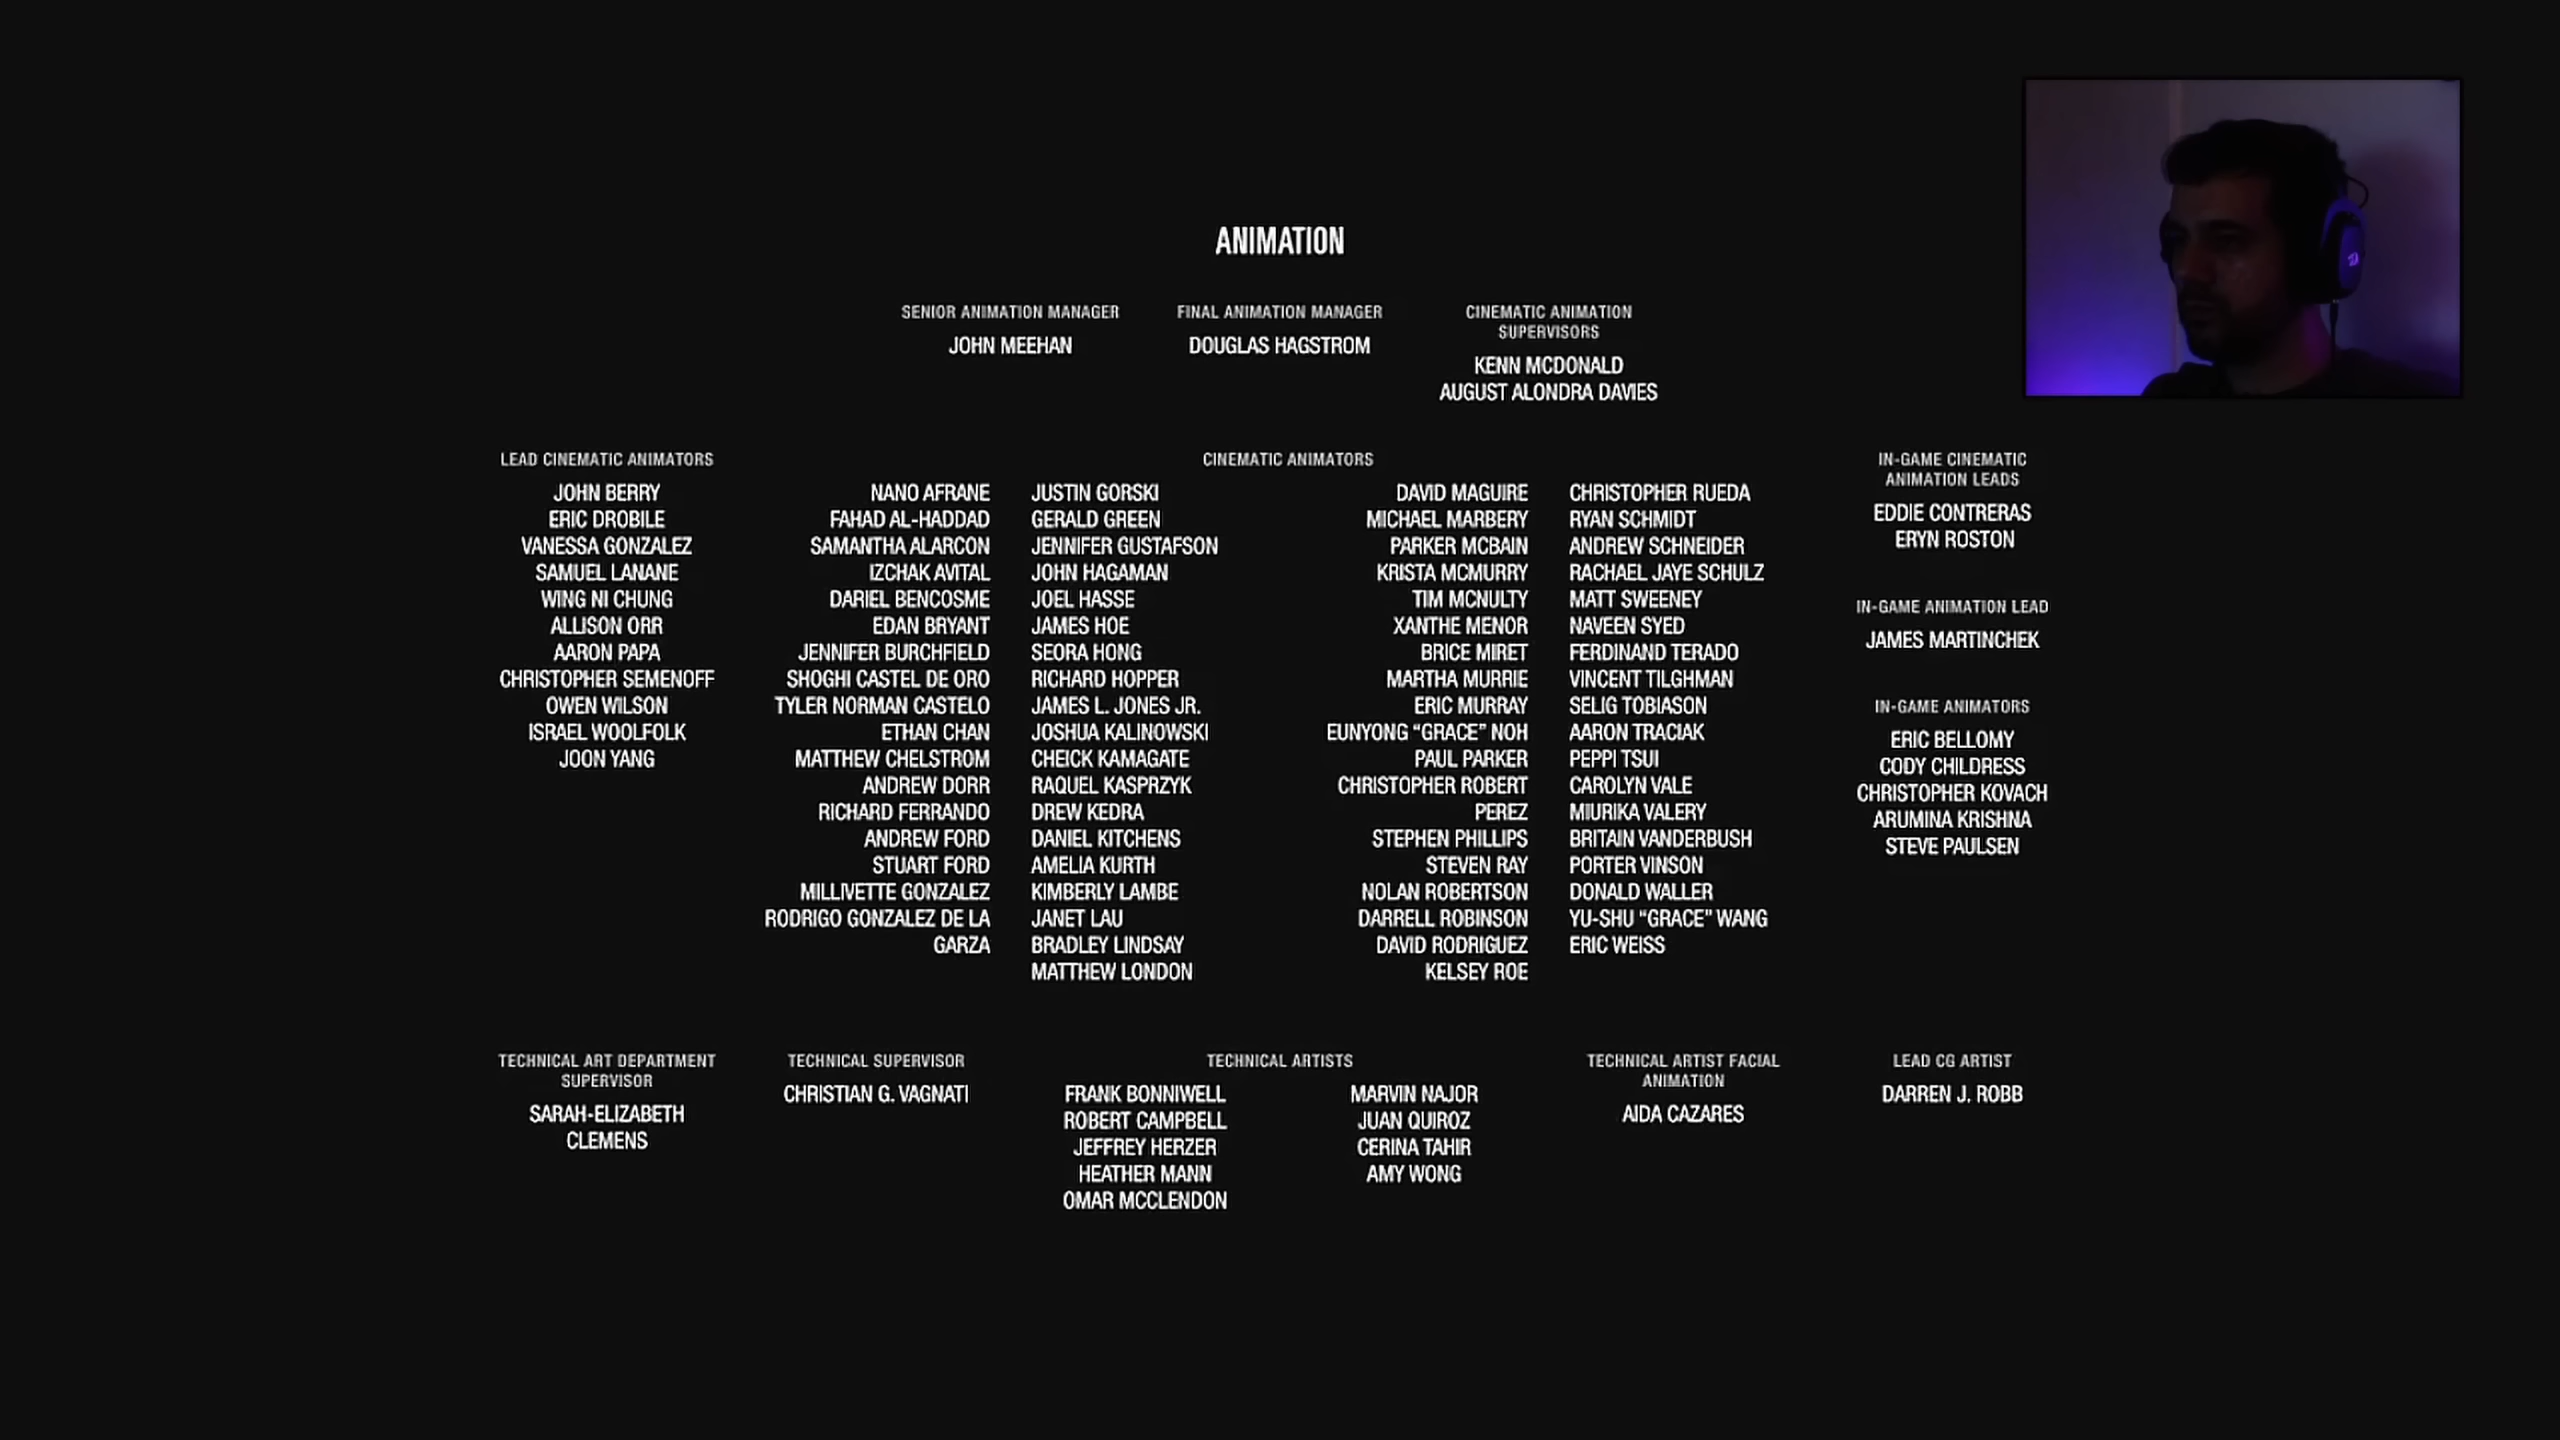 ANIMATION
SENIOR ANIMATION MANAGER
JOHN MEEHAN
FINAL ANIMATION MANAGER
DOUGLAS HAGSTROM
CINEMATIC ANIMATION
SUPERVISORS
KENN MCDONALD
AUGUST ALONDRA DAVIES
LEAD CINEMATIC ANIMATORS
JOHN BERRY
ERIC DROBILE
VANESSA GONZALEZ
SAMUEL LANANE
WING NI CHUNG
ALLISON ORR
AARON PAPA
CHRISTOPHER SEMENOFF
OWEN WILSON
ISRAEL WOOLFOLK
JOON YANG
CINEMATIC ANIMATORS
NANO AFRANE
FAHAD AL-HADDAD
SAMANTHA ALARCON
IZCHAK AVITAL
DARIEL BENCOSME
EDAN BRYANT
JENNIFER BURCHFIELD
SHOGHI CASTEL DE ORO
TYLER NORMAN CASTELO
ETHAN CHAN
MATTHEW CHELSTROM
ANDREW DORR
RICHARD FERRANDO
ANDREW FORD
STUART FORD
MILLIVETTE GONZALEZ
RODRIGO GONZALEZ DE LA
GARZA
JUSTIN GORSKI
GERALD GREEN
JENNIFER GUSTAFSON
JOHN HAGAMAN
JOEL HASSE
JAMES HOE
SEORA HONG
RICHARD HOPPER
JAMES L. JONES JR.
JOSHUA KALINOWSKI
CHEICK KAMAGATE
RAQUEL KASPRZYK
DREW KEDRA
DANIEL KITCHENS
AMELIA KURTH
KIMBERLY LAMBE
JANET LAU
BRADLEY LINDSAY
MATTHEW LONDON
DAVID MAGUIRE
MICHAEL MARBERY
PARKER MCBAIN
KRISTA MCMURRY
TIM MCNULTY
XANTHE MENOR
BRICE MIRET
MARTHA MURRIE
ERIC MURRAY
EUNYONG “GRACE” NOH
PAUL PARKER
CHRISTOPHER ROBERT
PEREZ
STEPHEN PHILLIPS
STEVEN RAY
NOLAN ROBERTSON
DARRELL ROBINSON
DAVID RODRIGUEZ
KELSEY ROE
CHRISTOPHER RUEDA
RYAN SCHMIDT
ANDREW SCHNEIDER
RACHAEL JAYE SCHULZ
MATT SWEENEY
NAVEEN SYED
FERDINAND TERADO
VINCENT TILGHMAN
SELIG TOBIASON
AARON TRACIAK
PEPPI TSUI
CAROLYN VALE
MIURIKA VALERY
BRITAIN VANDERBUSH
PORTER VINSON
DONALD WALLER
YU-SHU “GRACE” WANG
ERIC WEISS
IN-GAME CINEMATIC
ANIMATION LEADS
EDDIE CONTRERAS
ERYN ROSTON
IN-GAME ANIMATION LEAD
JAMES MARTINCHEK
IN-GAME ANIMATORS
ERIC BELLOMY
CODY CHILDRESS
CHRISTOPHER KOVACH
ARUMINA KRISHNA
STEVE PAULSEN
TECHNICAL ART DEPARTMENT
SUPERVISOR
SARAH-ELIZABETH
CLEMENS
TECHNICAL SUPERVISOR
CHRISTIAN G. VAGNATI
TECHNICAL ARTISTS
FRANK BONNIWELL
ROBERT CAMPBELL
JEFFREY HERZER
HEATHER MANN
OMAR MCCLENDON
MARVIN NAJOR
JUAN QUIROZ
CERINA TAHIR
AMY WONG
TECHNICAL ARTIST FACIAL
ANIMATION
AIDA CAZARES
LEAD CG ARTIST
DARREN J. ROBB